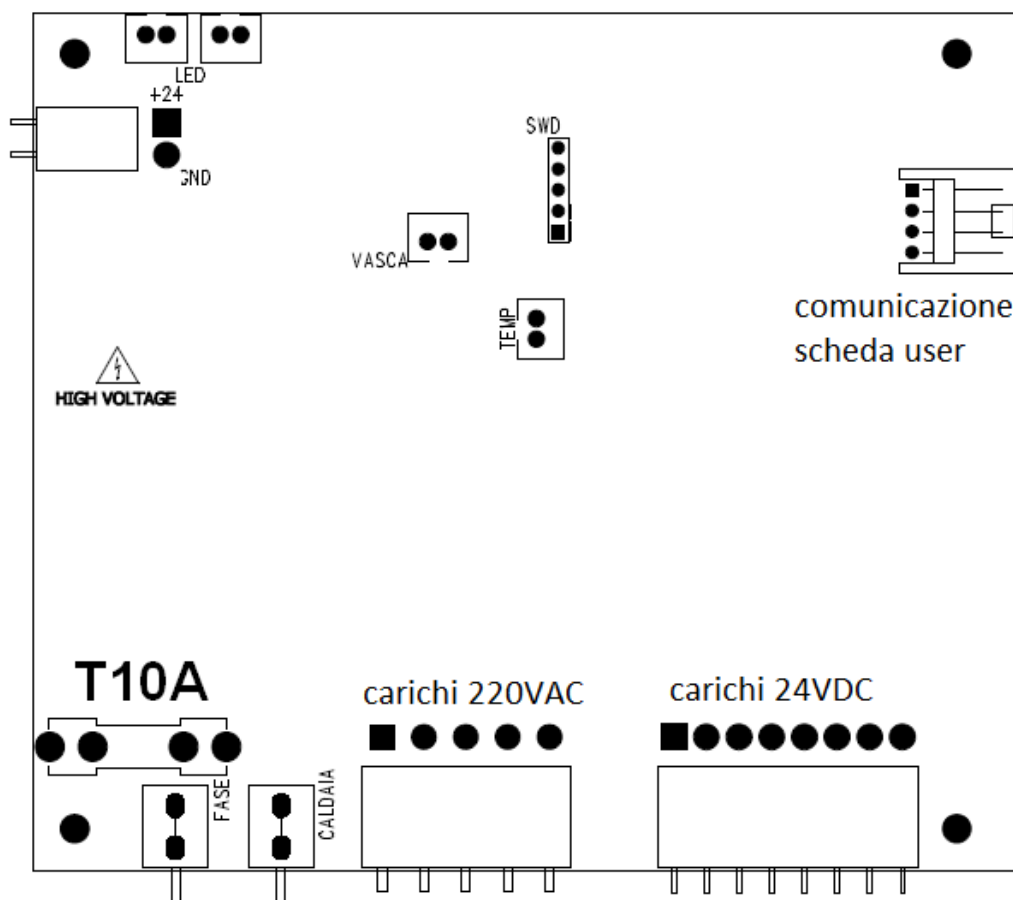 LED
+24
GND
SWD
VASCA
TEMP
comunicazione
scheda user
HIGH VOLTAGE
T10A
carichi 220VAC
carichi 24VDC
FASE
CALDAIA